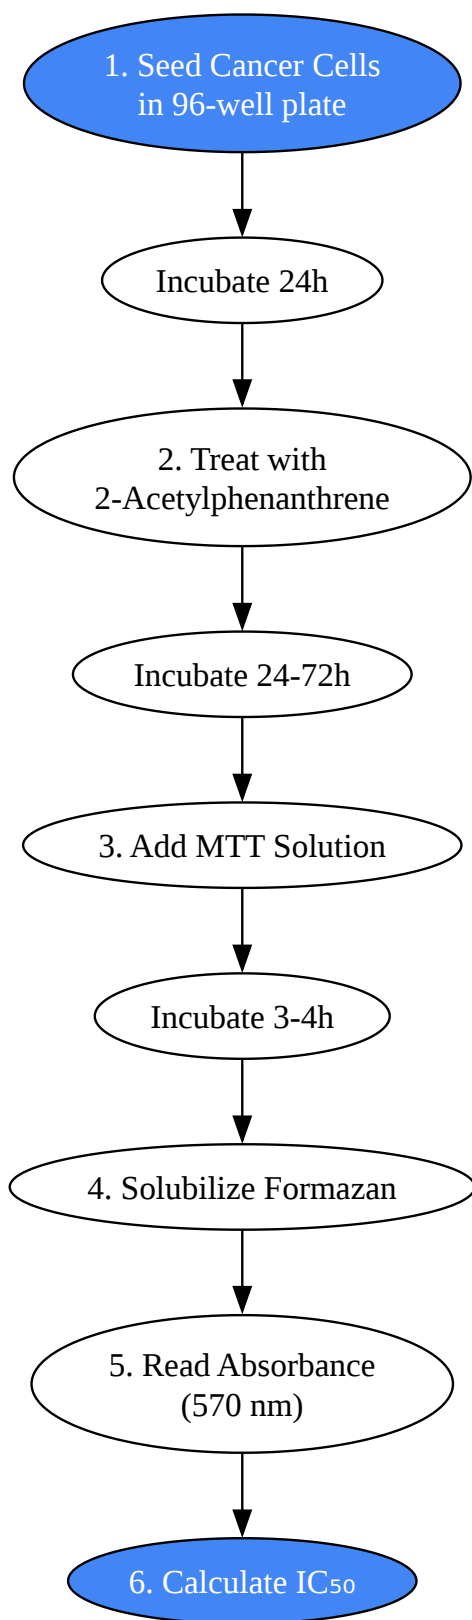 1. Seed Cancer Cells
in 96-well plate
Incubate 24h
2. Treat with
2-Acetylphenanthrene
Incubate 24-72h
3. Add MTT Solution
Incubate 3-4h
4. Solubilize Formazan
5. Read Absorbance
(570 nm)
6. Calculate IC₅₀